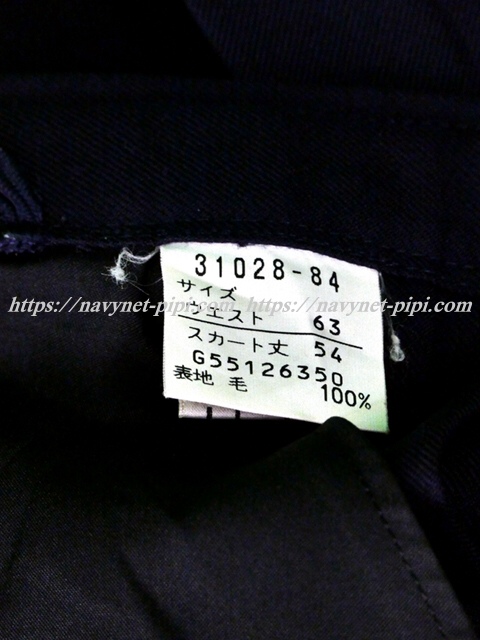 31028-84
サイズ
ウエスト 63
スカート丈 54
G55126350
表地 毛 100%
https://navynet-pipi.com/ https://navynet-pipi.com/